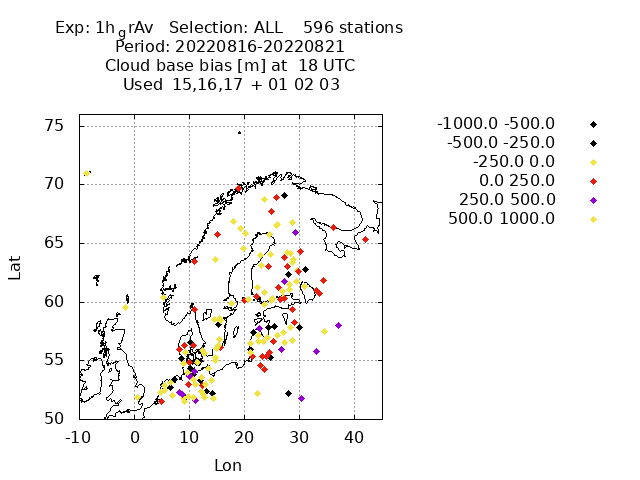 Exp: 1h grAv   Selection: ALL    596 stations
Period: 20220816-20220821
Cloud base bias [m] at  18 UTC
Used  15,16,17 + 01 02 03
-1000.0 -500.0
-500.0 -250.0
-250.0 0.0
0.0 250.0
250.0 500.0
500.0 1000.0
75
70
65
60
55
50
Lat
-10 0 10 20 30 40
Lon